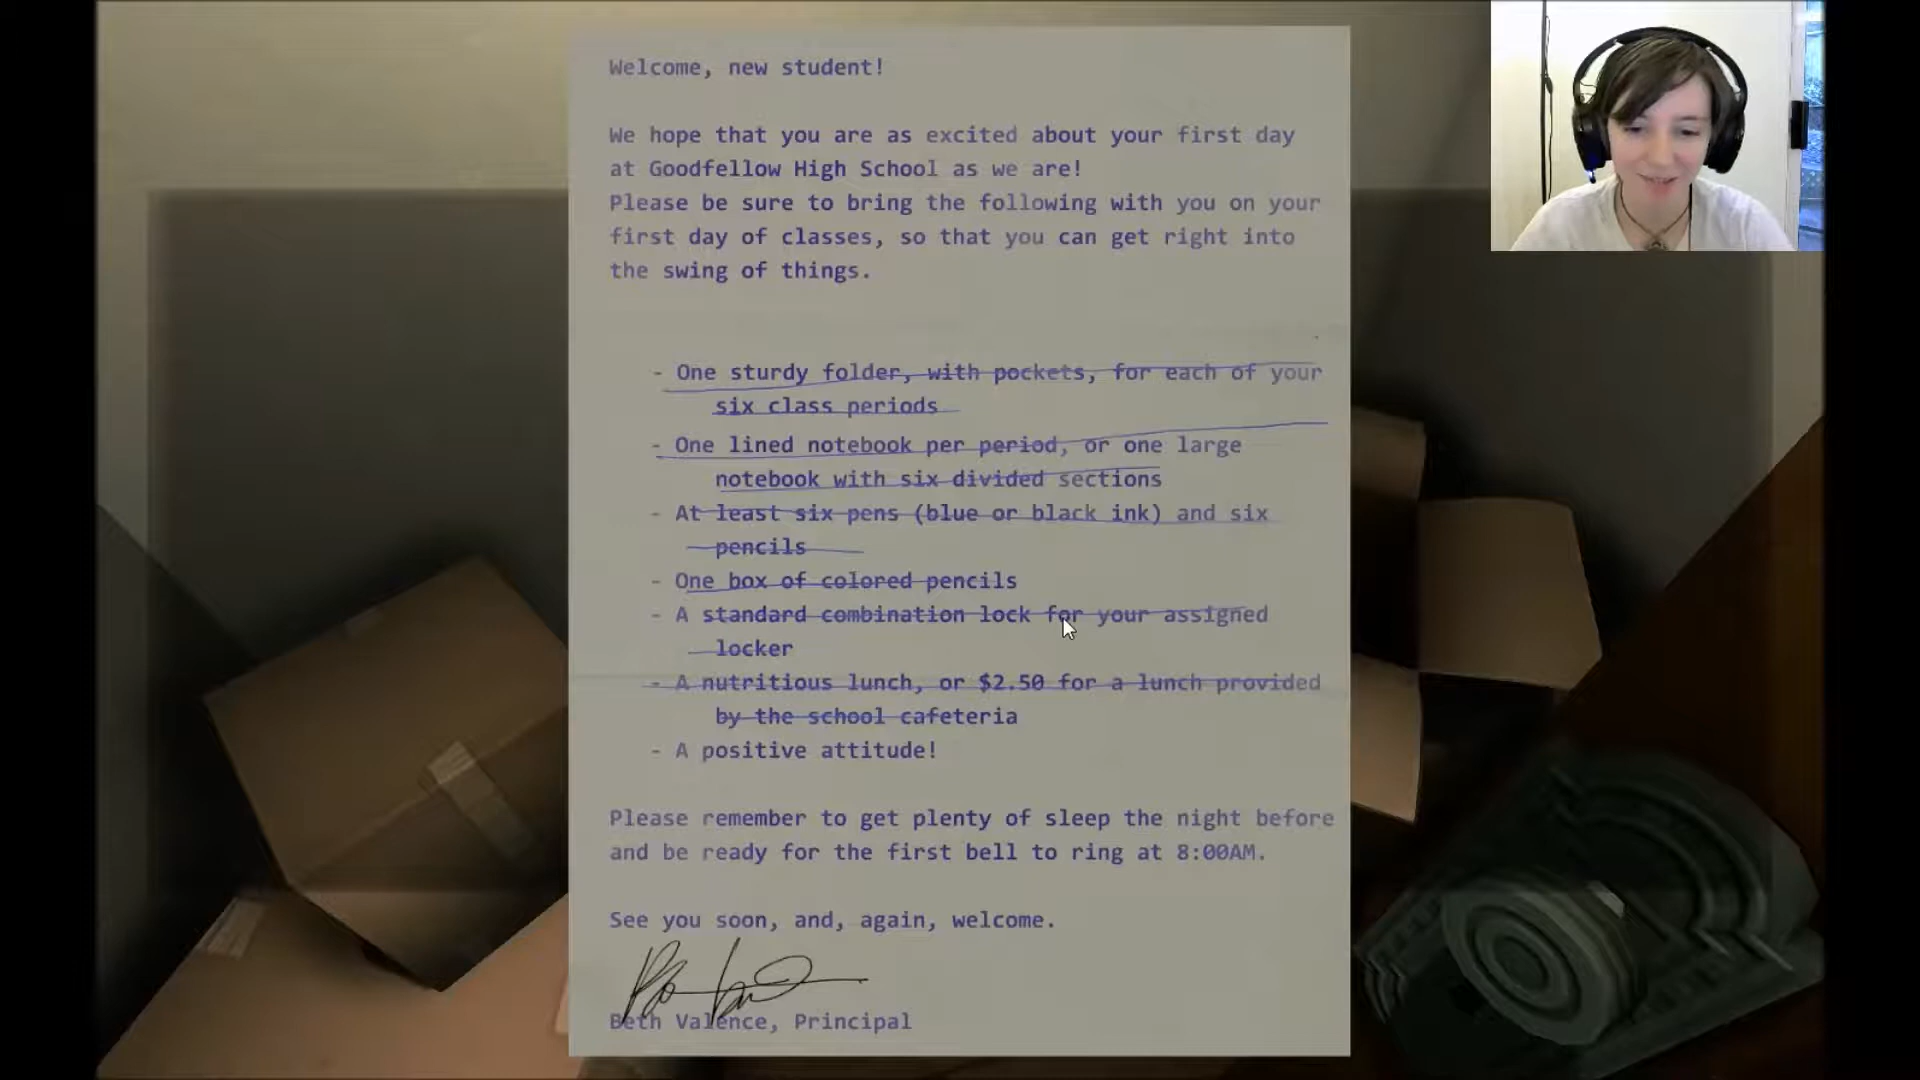 Welcome, new student!
We hope that you are as excited about your first day
at Goodfellow High School as we are!
Please be sure to bring the following with you on your
first day of classes, so that you can get right into
the swing of things.
- One sturdy folder, with pockets, for each of your
six class periods
- One lined notebook per period, or one large
notebook with six divided sections
- At least six pens (blue or black ink) and six
pencils
- One box of colored pencils
- A standard combination lock for your assigned
locker
- A nutritious lunch, or $2.50 for a lunch provided
by the school cafeteria
- A positive attitude!
Please remember to get plenty of sleep the night before
and be ready for the first bell to ring at 8:00AM.
See you soon, and, again, welcome.
Beth Valence, Principal